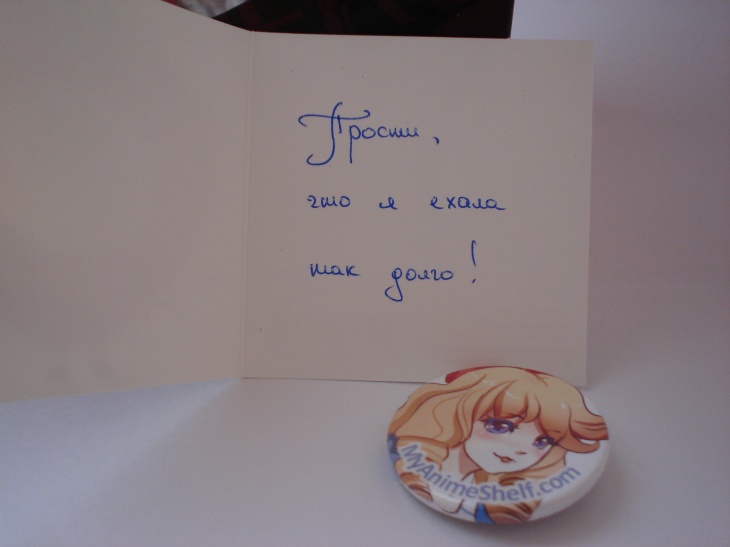 Прости,
что я ехала
так долго!
MyAnimeShelf.com